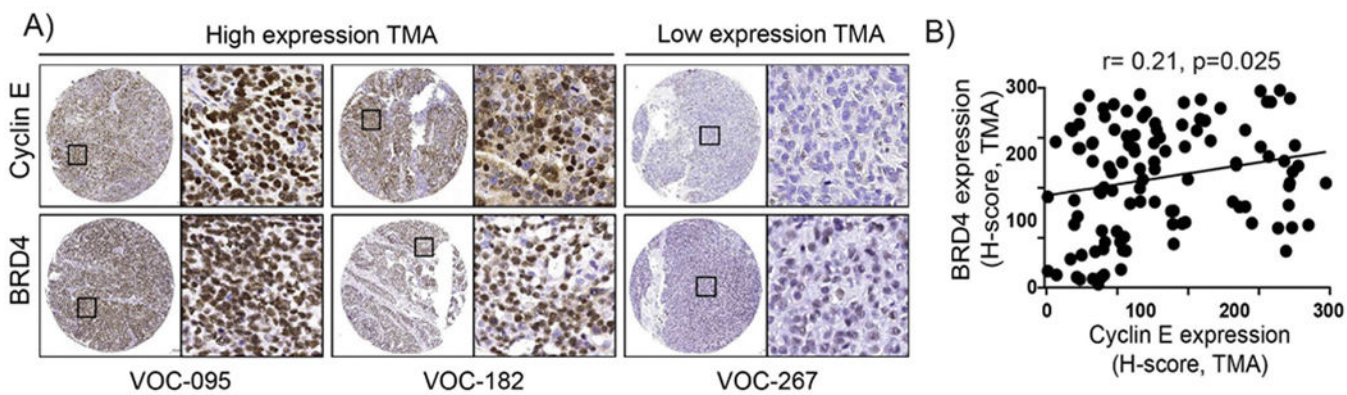 A)
High expression TMA
Low expression TMA
Cyclin E
BRD4
VOC-095
VOC-182
VOC-267
B)
r= 0.21, p=0.025
BRD4 expression
(H-score, TMA)
300
200
100
0
0
100
200
300
Cyclin E expression
(H-score, TMA)